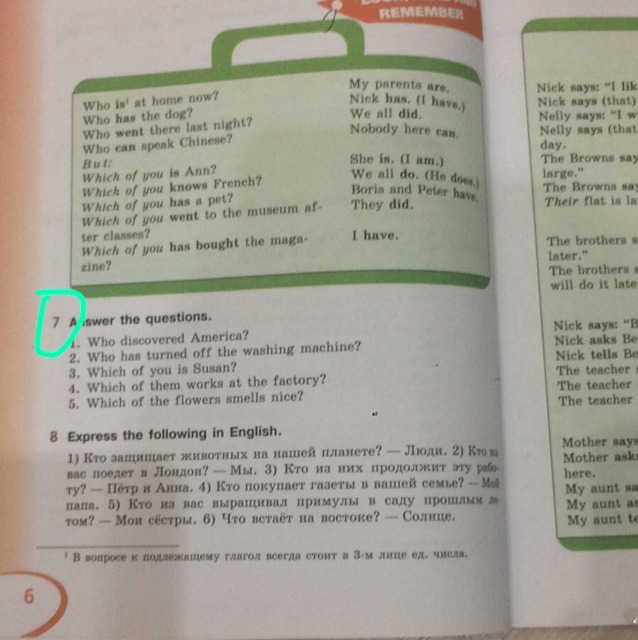 REMEMBER
Who is¹ at home now? My parents are.
Who has the dog? Nick has. (I have.)
Who went there last night? We all did.
Who can speak Chinese? Nobody here can.
But:
Which of you is Ann? She is. (I am.)
Which of you knows French? We all do. (He does.)
Which of you has a pet? Boris and Peter have.
Which of you went to the museum af- They did.
ter classes?
Which of you has bought the maga- I have.
zine?
7 Answer the questions.
1. Who discovered America?
2. Who has turned off the washing machine?
3. Which of you is Susan?
4. Which of them works at the factory?
5. Which of the flowers smells nice?
8 Express the following in English.
1) Кто защищает животных на нашей планете? — Люди. 2) Кто из
вас поедет в Лондон? — Мы. 3) Кто из них продолжит эту рабо-
ту? — Пётр и Анна. 4) Кто покупает газеты в вашей семье? — Мой
папа. 5) Кто из вас выращивал примулы в саду прошлым ле-
том? — Мои сёстры. 6) Что встаёт на востоке? — Солнце.
¹ В вопросе к подлежащему глагол всегда стоит в 3-м лице ед. числа.
6
Nick says: "I lik
Nick says (that)
Nelly says: "I w
Nelly says (that
day.
The Browns say
large."
The Browns sa
Their flat is la
The brothers s
later."
The brothers s
will do it late
Nick says: "B
Nick asks Be
Nick tells Be
The teacher
The teacher
The teacher
Mother says
Mother asks
here.
My aunt sa
My aunt as
My aunt te